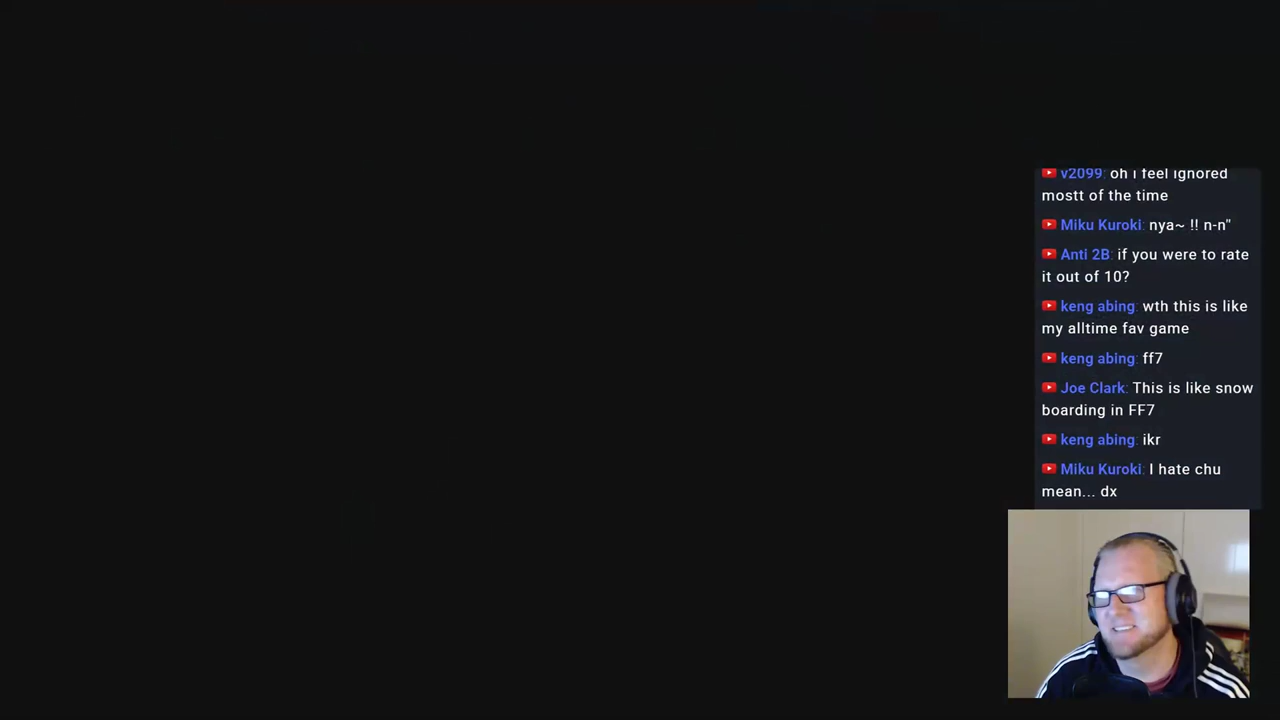 v2099: oh i feel ignored
mostt of the time
Miku Kuroki: nya~ !! n-n"
Anti 2B: if you were to rate
it out of 10?
keng abing: wth this is like
my alltime fav game
keng abing: ff7
Joe Clark: This is like snow
boarding in FF7
keng abing: ikr
Miku Kuroki: I hate chu
mean... dx